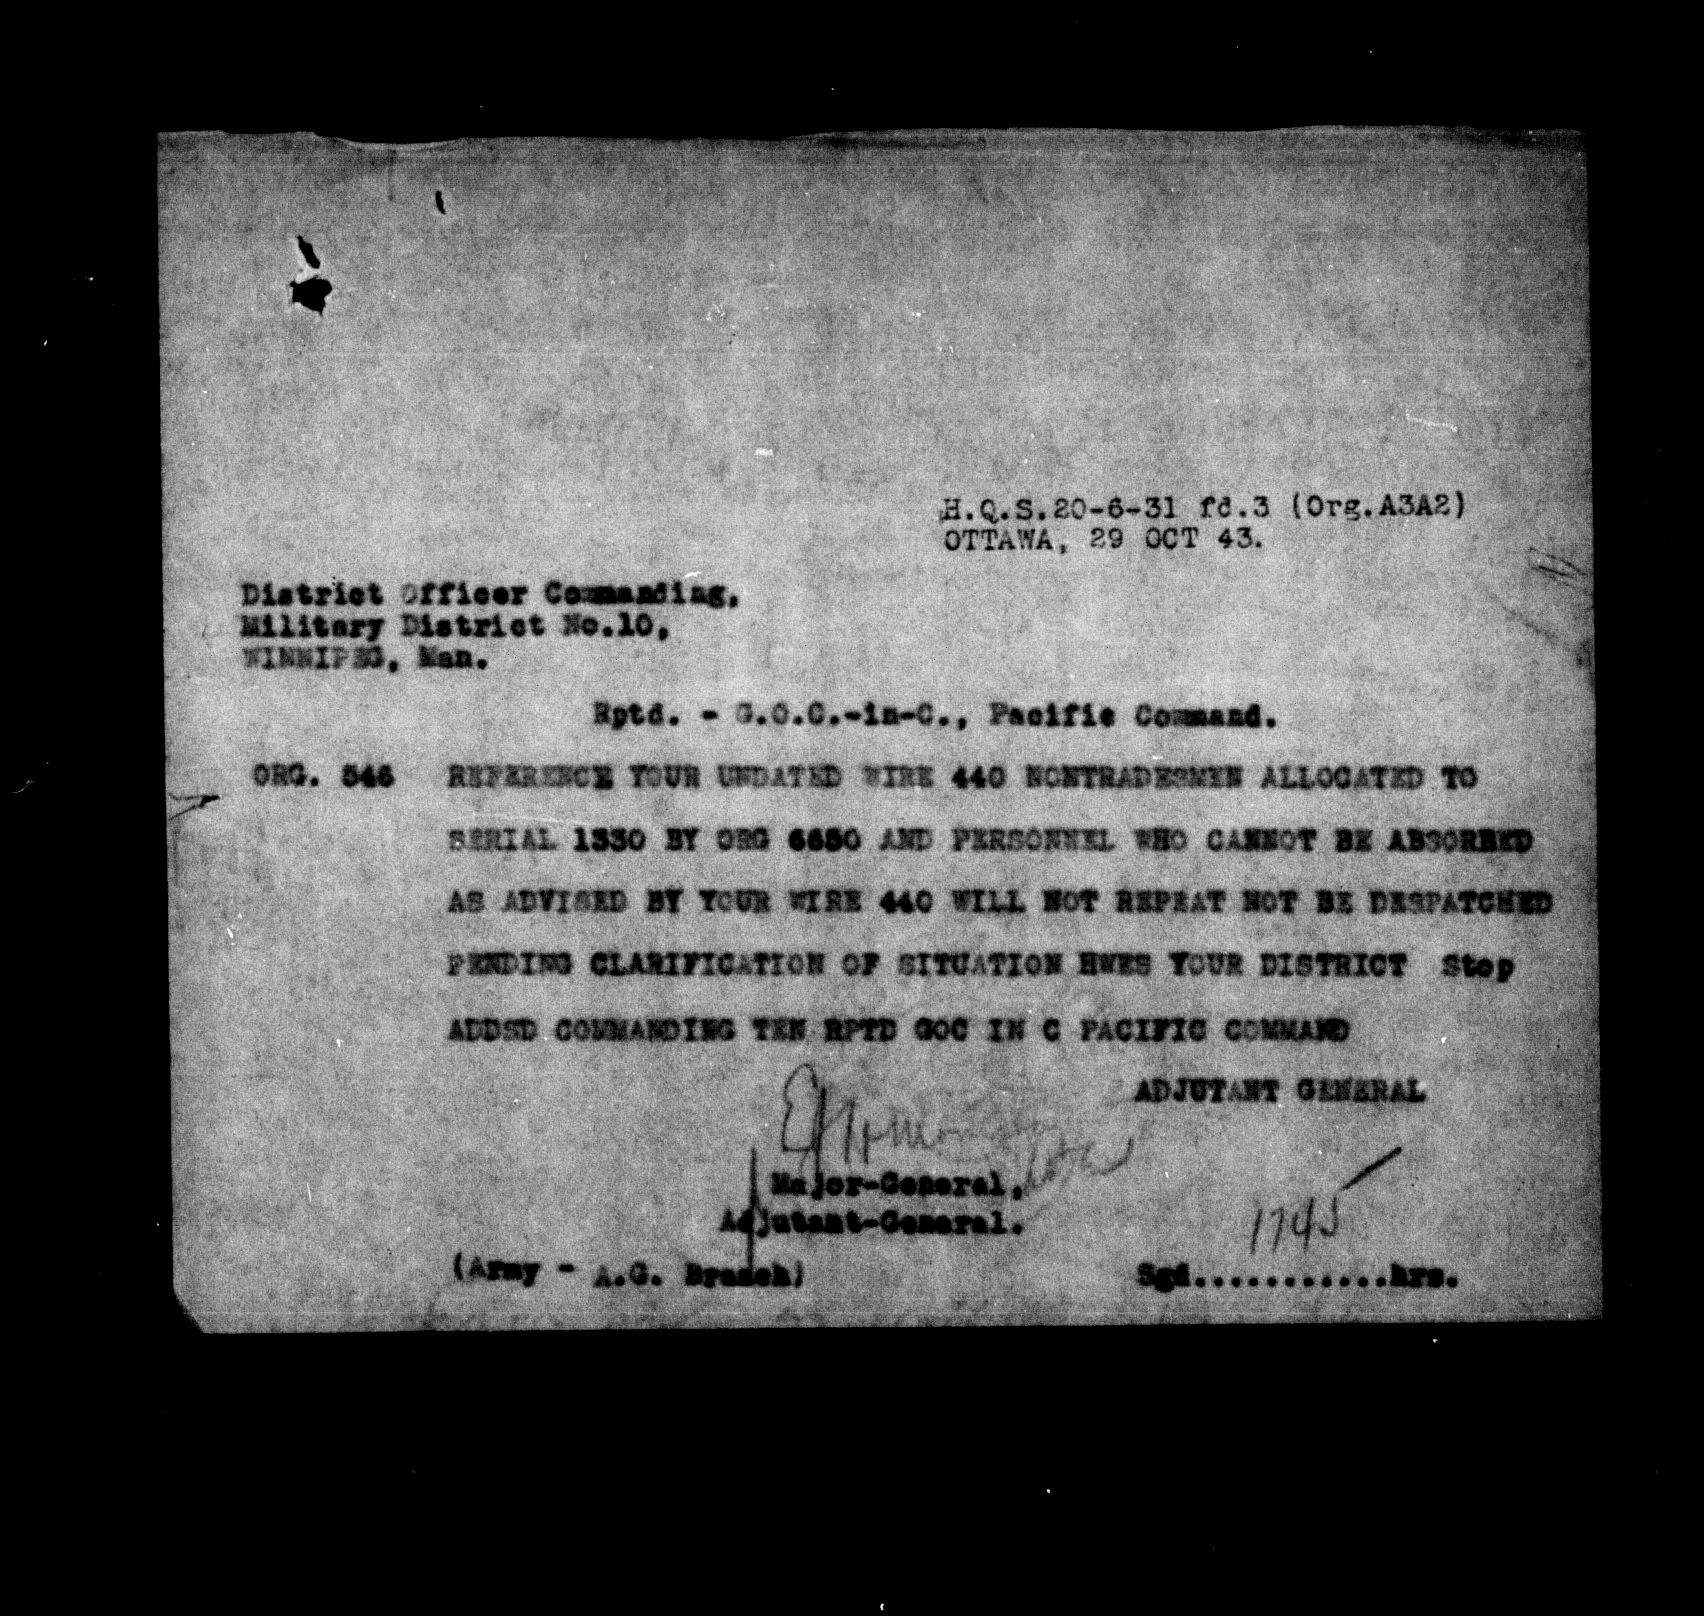 H.Q.S.20-6-31 fd.3 (Org.A3A2)
OTTAWA, 29 OCT 43.
District Officer Commanding,
Military District No.10,
WINNIPEG, Man.
Rptd. - G.O.C.-in-C., Pacific Command.
ORG. 546 REFERENCE YOUR UNDATED WIRE 440 NONTRADESMEN ALLOCATED TO
SERIAL 1330 BY ORG 6650 AND PERSONNEL WHO CANNOT BE ABSORBED
AS ADVISED BY YOUR WIRE 440 WILL NOT REPEAT NOT BE DESPATCHED
PENDING CLARIFICATION OF SITUATION HWES YOUR DISTRICT Stop
ADDSD COMMANDING TEN RPTD GOC IN C PACIFIC COMMAND
ADJUTANT GENERAL
Major-General,
Adjutant-General.
1745
(Army - A.G. Branch) Sgd...........hrs.